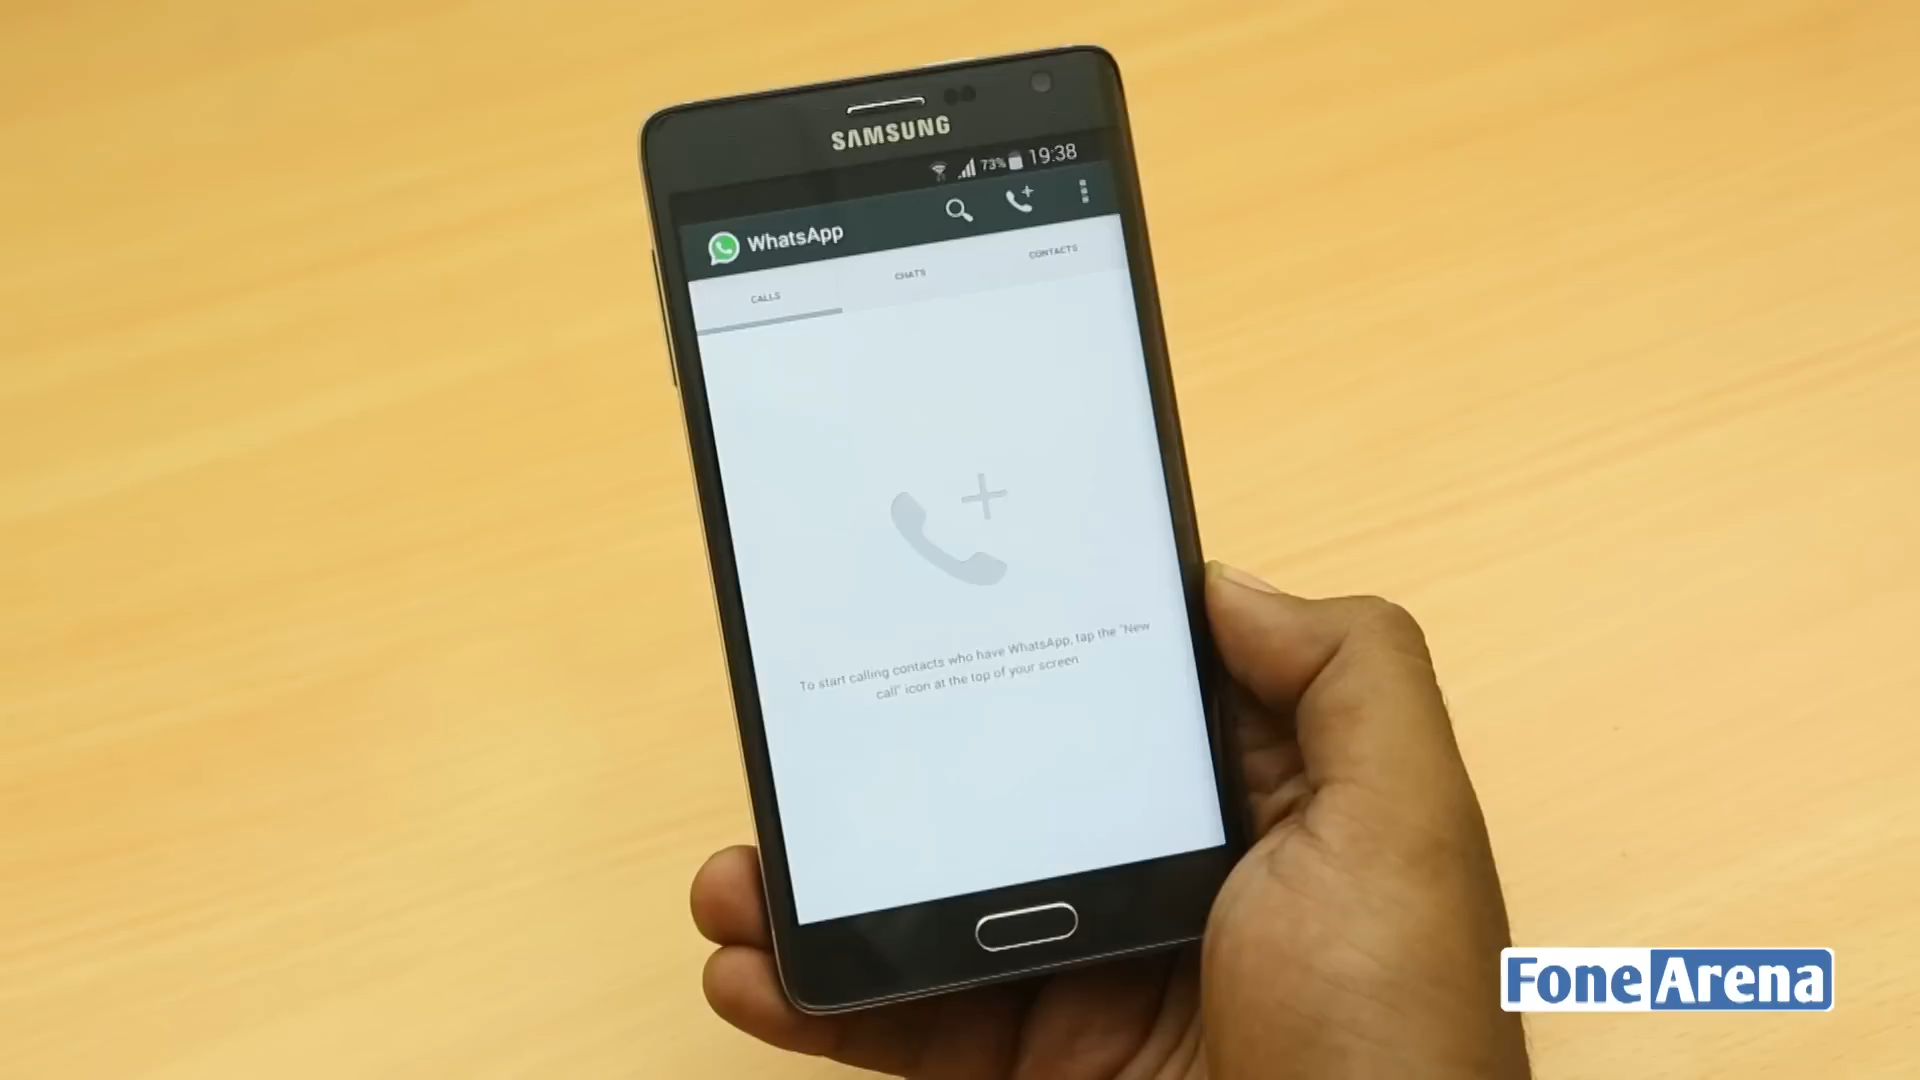 SAMSUNG
73% 19:38
WhatsApp
CALLS CHATS CONTACTS
To start calling contacts who have WhatsApp, tap the "New
call" icon at the top of your screen
FoneArena